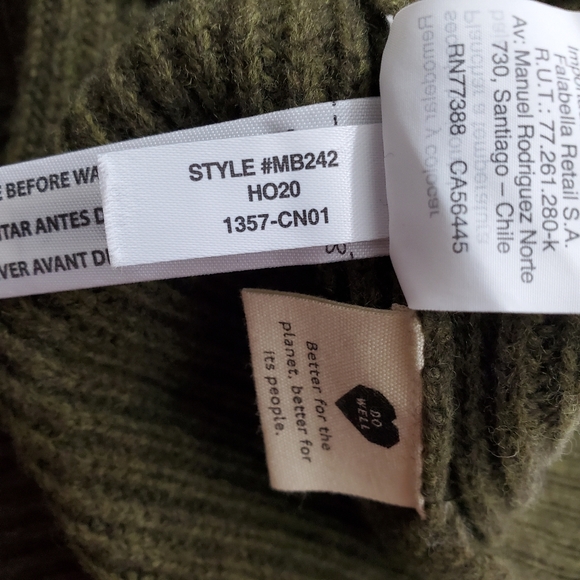 E BEFORE WA
TAR ANTES D
VER AVANT D
STYLE #MB242
HO20
1357-CN01
Falabella Retail S.A.
R.U.T.: 77.261.280-k
Av: Manuel Rodriguez Norte
730, Santiago – Chile
RN77388 CA56445
Better for the
planet, better for
its people.
DO
WELL